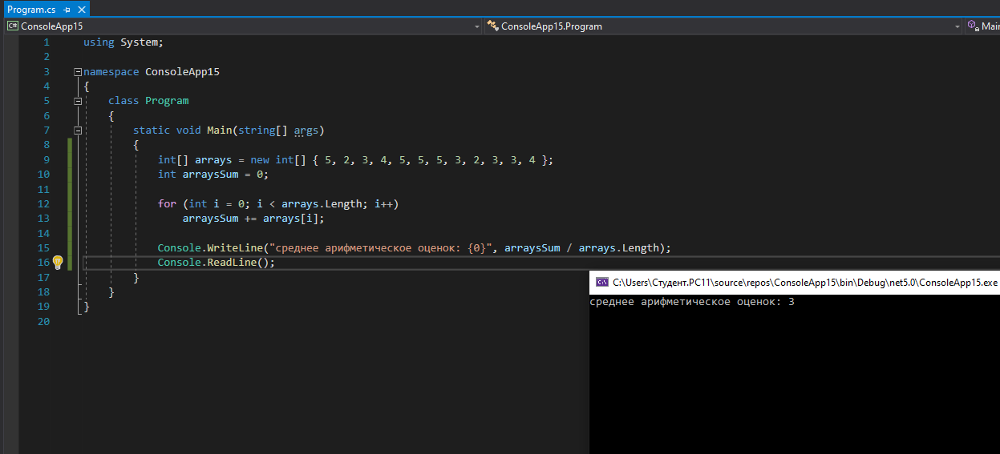 Program.cs
C# ConsoleApp15 ConsoleApp15.Program Main
1 using System;
2
3 namespace ConsoleApp15
4 {
5 class Program
6 {
7 static void Main(string[] args)
8 {
9 int[] arrays = new int[] { 5, 2, 3, 4, 5, 5, 5, 3, 2, 3, 3, 4 };
10 int arraysSum = 0;
11
12 for (int i = 0; i < arrays.Length; i++)
13 arraysSum += arrays[i];
14
15 Console.WriteLine("среднее арифметическое оценок: {0}", arraysSum / arrays.Length);
16 Console.ReadLine();
17 }
18 }
19 }
20
C:\Users\Студент.PC11\source\repos\ConsoleApp15\bin\Debug\net5.0\ConsoleApp15.exe
среднее арифметическое оценок: 3